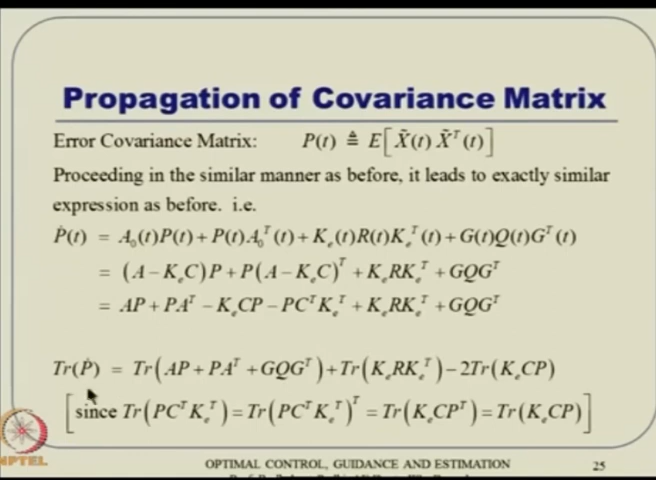 Propagation of Covariance Matrix
Error Covariance Matrix: P(t) ≜ E[X̃(t) X̃ᵀ(t)]
Proceeding in the similar manner as before, it leads to exactly similar
expression as before. i.e.
Ṗ(t) = A₀(t)P(t) + P(t)A₀ᵀ(t) + Kₑ(t)R(t)Kₑᵀ(t) + G(t)Q(t)Gᵀ(t)
= (A − KₑC)P + P(A − KₑC)ᵀ + KₑRKₑᵀ + GQGᵀ
= AP + PAᵀ − KₑCP − PCᵀKₑᵀ + KₑRKₑᵀ + GQGᵀ
Tr(Ṗ) = Tr(AP + PAᵀ + GQGᵀ) + Tr(KₑRKₑᵀ) − 2Tr(KₑCP)
[since Tr(PCᵀKₑᵀ) = Tr(PCᵀKₑᵀ)ᵀ = Tr(KₑCPᵀ) = Tr(KₑCP)]
NPTEL
OPTIMAL CONTROL, GUIDANCE AND ESTIMATION
25